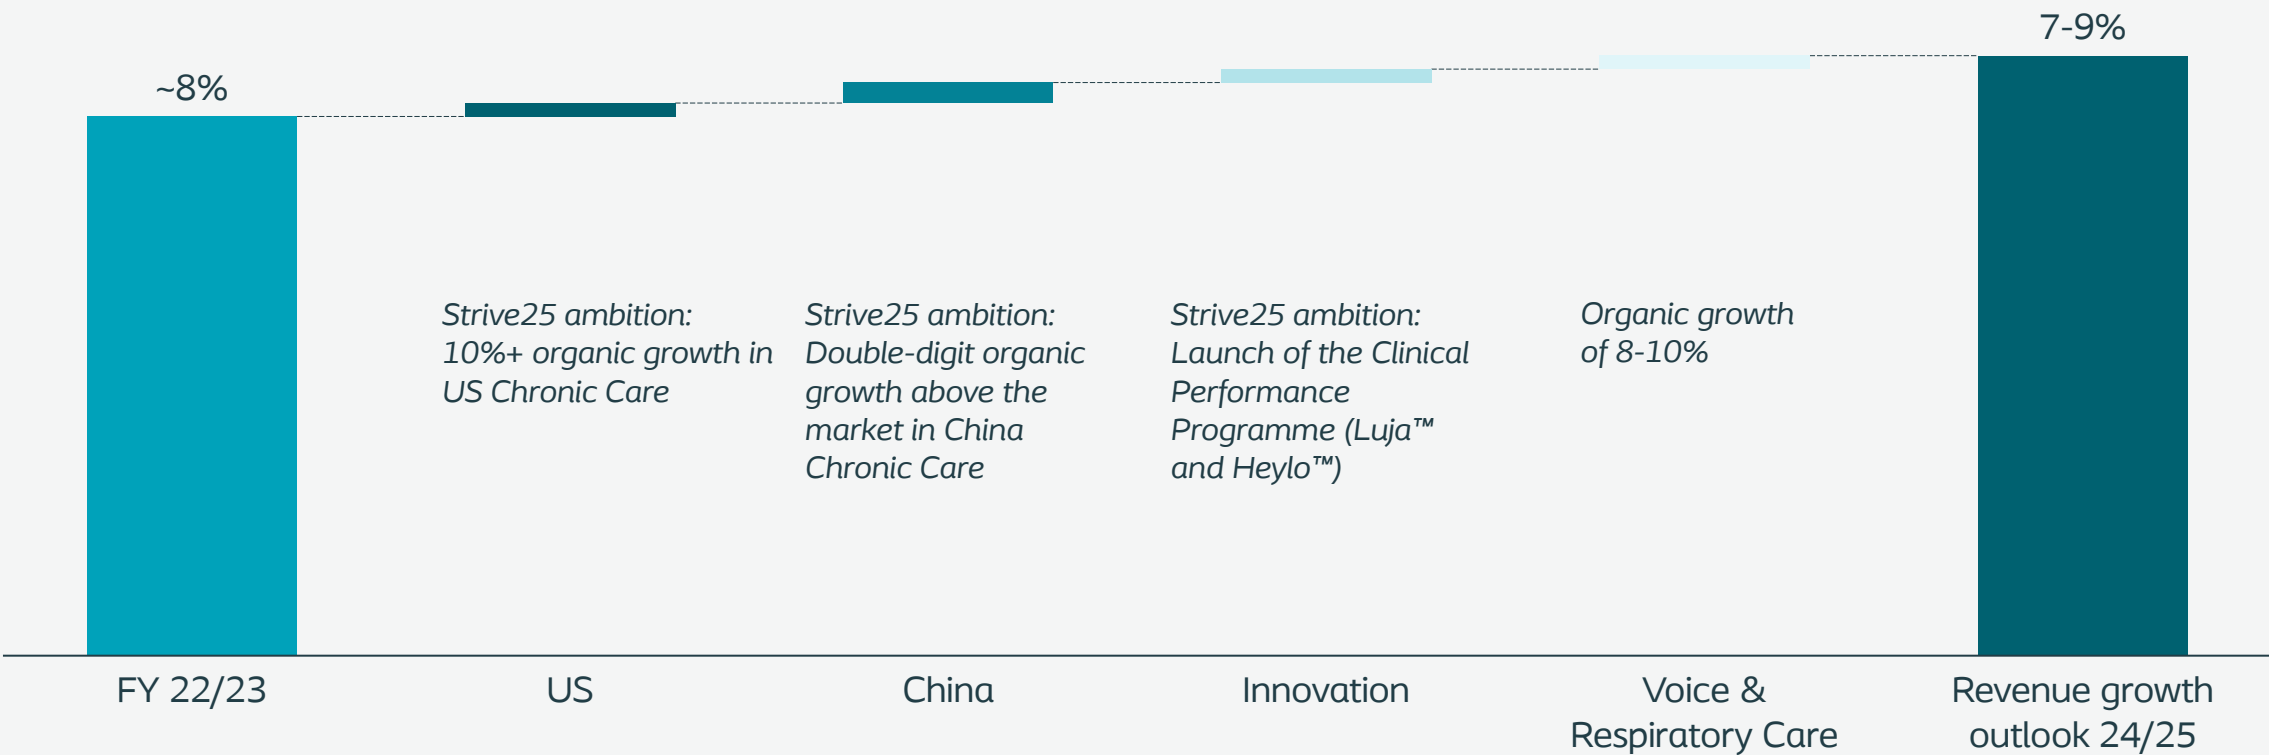 7-9%
~8%
Strive25 ambition:
10%+ organic growth in
US Chronic Care
Strive25 ambition:
Double-digit organic
growth above the
market in China
Chronic Care
Strive25 ambition:
Launch of the Clinical
Performance
Programme (Luja™
and Heylo™)
Organic growth
of 8-10%
FY 22/23
US
China
Innovation
Voice &
Respiratory Care
Revenue growth
outlook 24/25